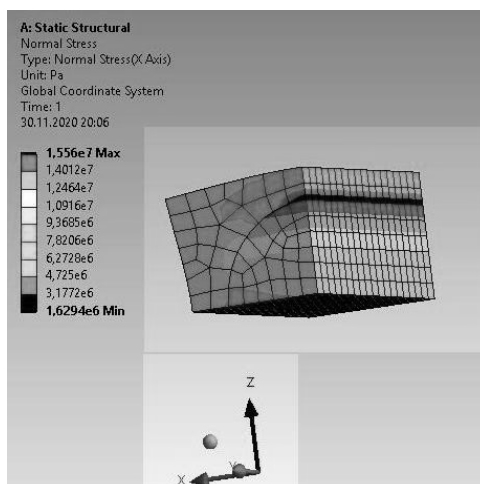 A: Static Structural
Normal Stress
Type: Normal Stress(X Axis)
Unit: Pa
Global Coordinate System
Time: 1
30.11.2020 20:06
1,556e7 Max
1,4012e7
1,2464e7
1,0916e7
9,3685e6
7,8206e6
6,2728e6
4,725e6
3,1772e6
1,6294e6 Min
Z
Y
X